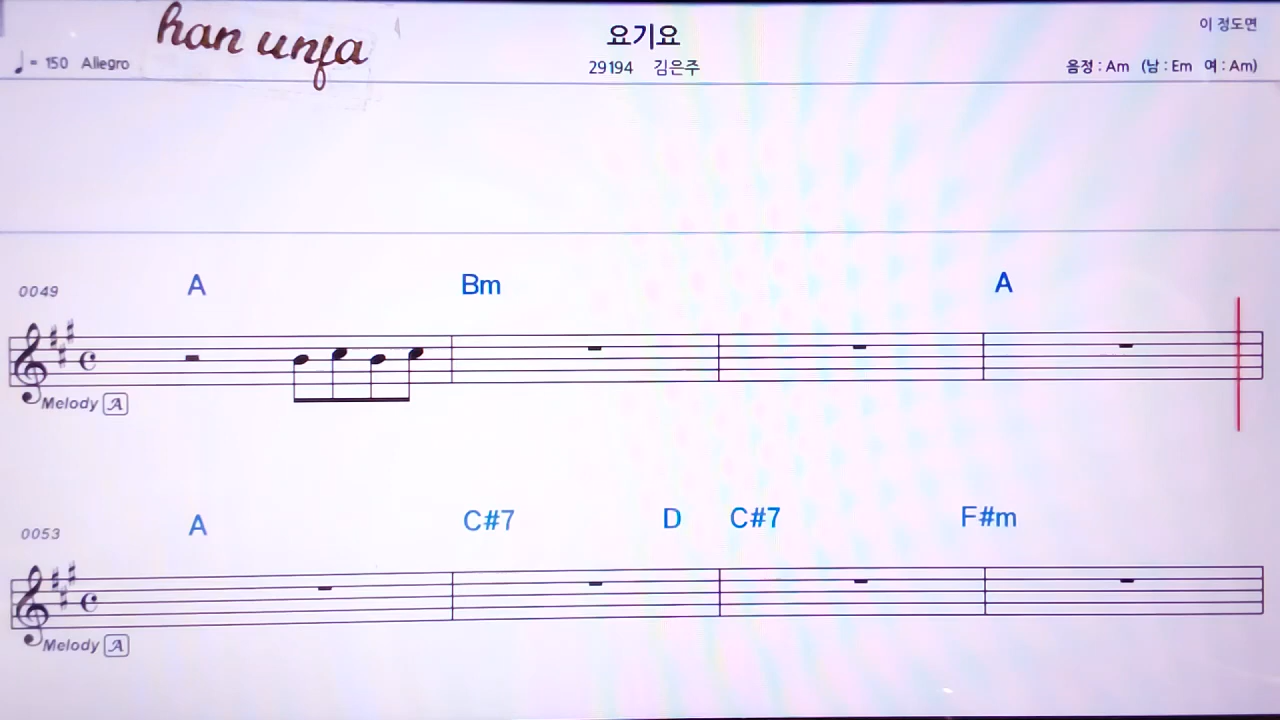 han unfa
요기요
이 정도면
♩= 150 Allegro
29194 김은주
음정 : Am (남 : Em 여 : Am)
0049
A Bm A
Melody A
0053
A C#7 D C#7 F#m
Melody A